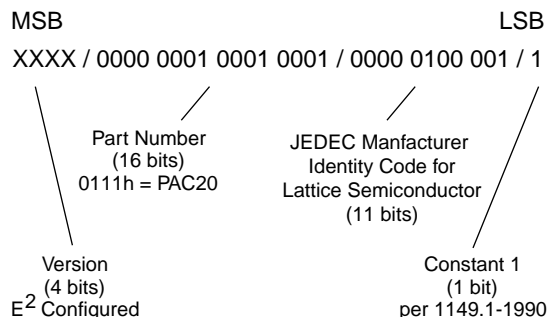 MSB LSB
XXXX / 0000 0001 0001 0001 / 0000 0100 001 / 1
Part Number
(16 bits)
0111h = PAC20
JEDEC Manfacturer
Identity Code for
Lattice Semiconductor
(11 bits)
Version
(4 bits)
E2 Configured
Constant 1
(1 bit)
per 1149.1-1990